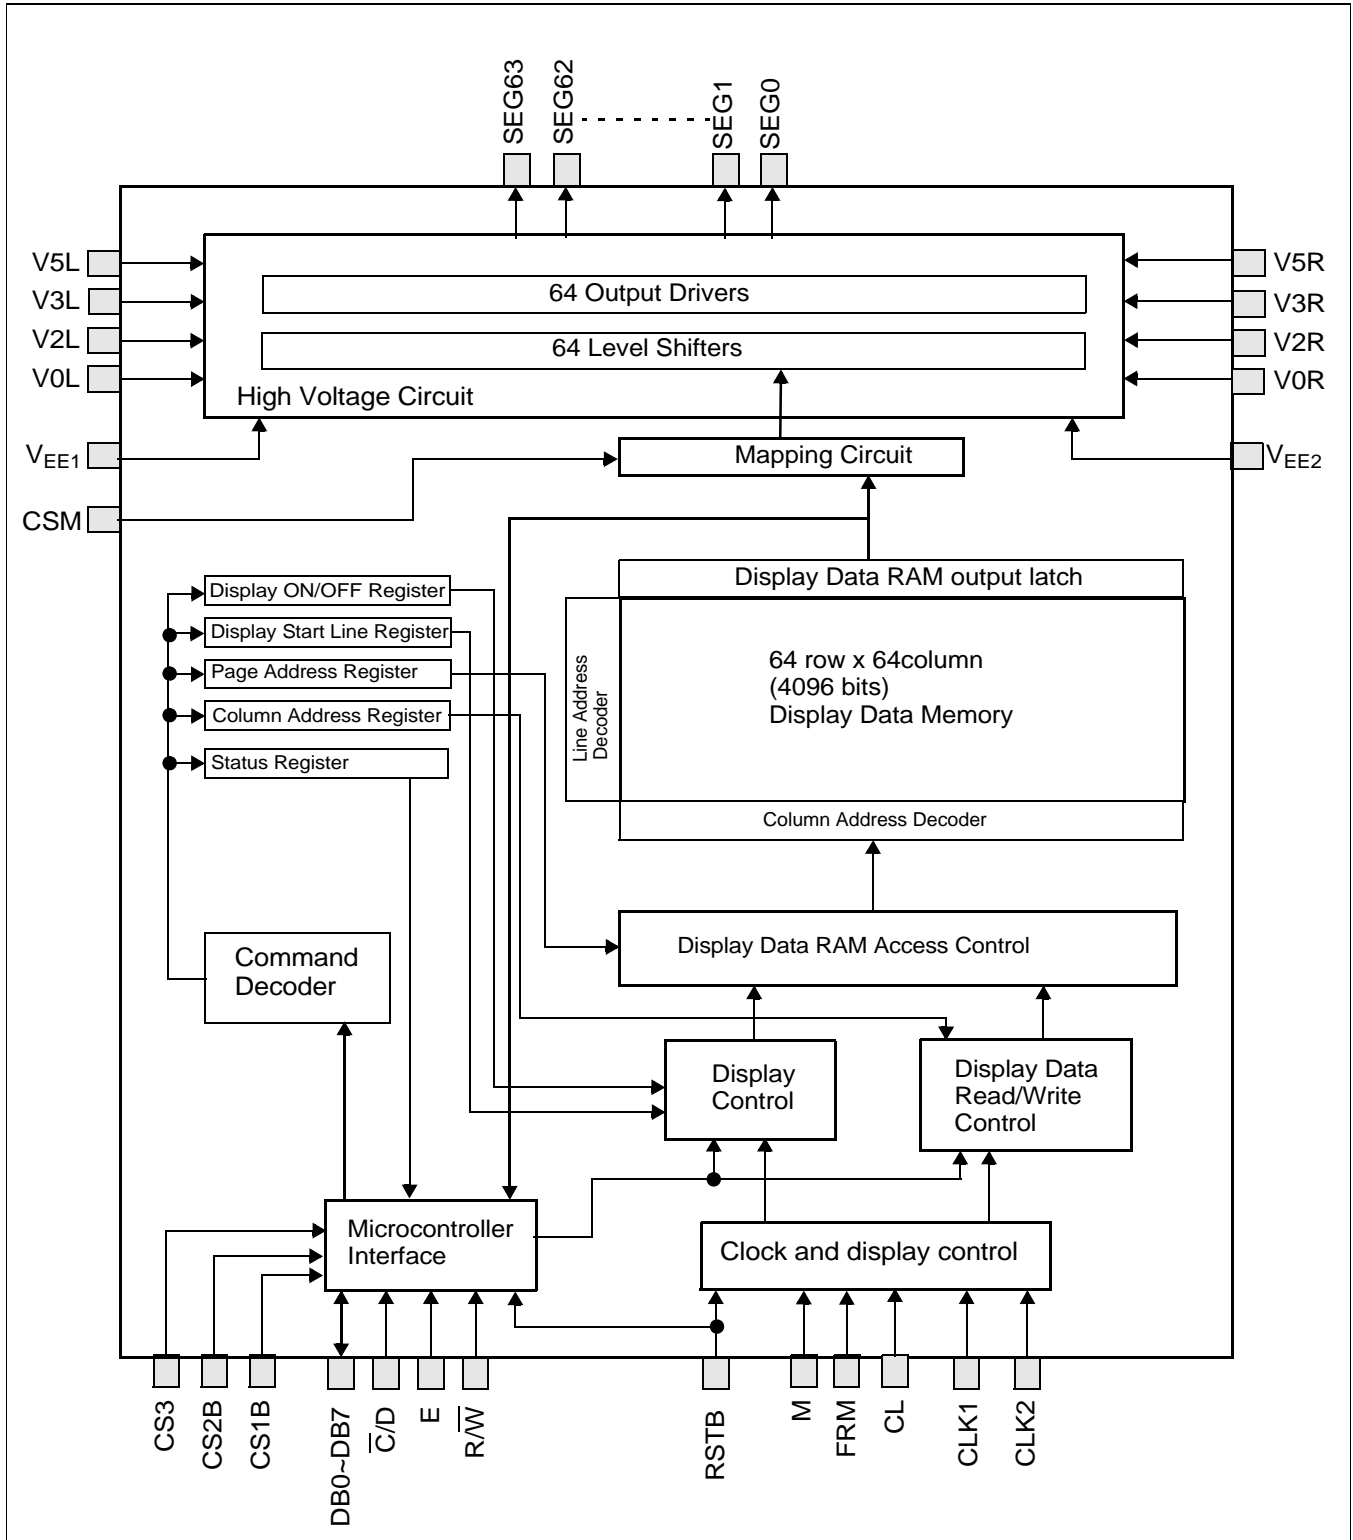 SEG63
SEG62
SEG1
SEG0
V5L
V3L
V2L
V0L
VEE1
CSM
V5R
V3R
V2R
V0R
VEE2
64 Output Drivers
64 Level Shifters
High Voltage Circuit
Mapping Circuit
Display Data RAM output latch
Display ON/OFF Register
Display Start Line Register
Page Address Register
Column Address Register
Status Register
Line Address
Decoder
64 row x 64column
(4096 bits)
Display Data Memory
Column Address Decoder
Display Data RAM Access Control
Command
Decoder
Display
Control
Display Data
Read/Write
Control
Microcontroller
Interface
Clock and display control
CS3
CS2B
CS1B
DB0~DB7
C̅/D
E
R/W̅
RSTB
M
FRM
CL
CLK1
CLK2